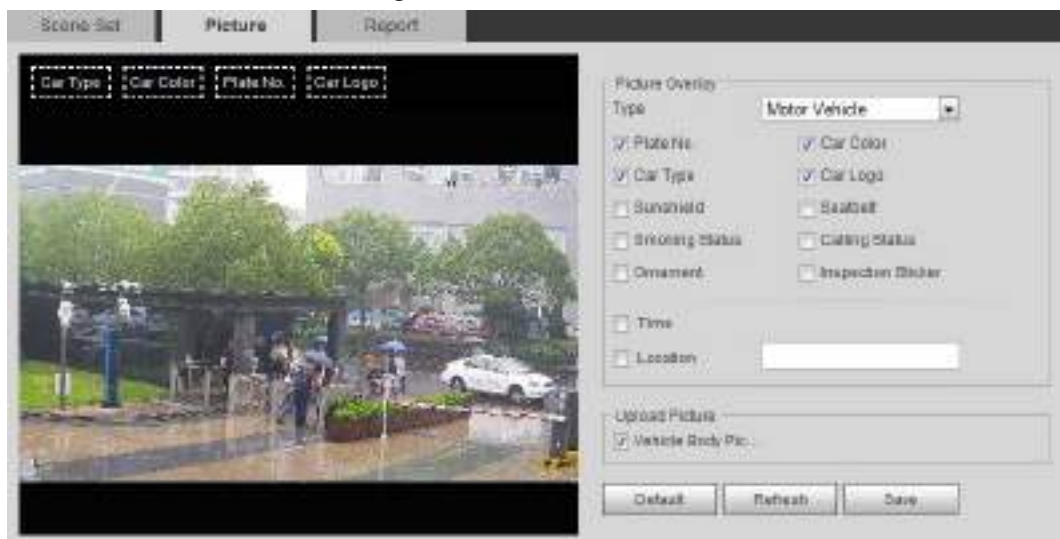 Scene Set Picture Report
Car Type Car Color Plate No. Car Logo
Picture Overlay
Type Motor Vehicle
Plate No. Car Color
Car Type Car Logo
Sunshield Seatbelt
Smoking Status Calling Status
Ornament Inspection Sticker
Time
Location
Upload Picture
Vehicle Body Pic...
Default Refresh Save